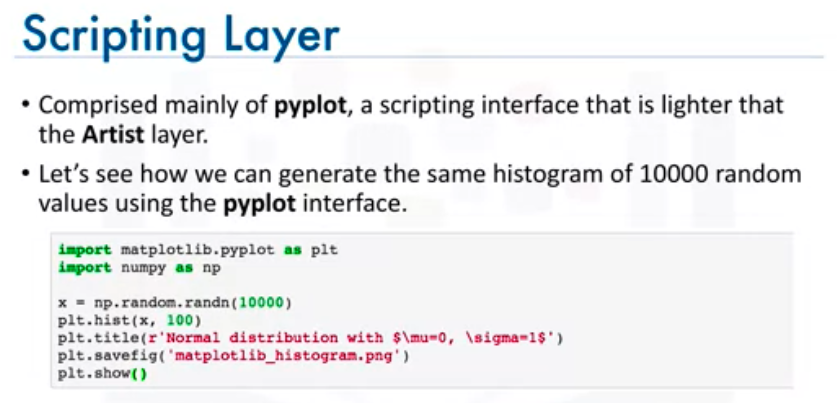 Scripting Layer
• Comprised mainly of pyplot, a scripting interface that is lighter that
the Artist layer.
• Let's see how we can generate the same histogram of 10000 random
values using the pyplot interface.
import matplotlib.pyplot as plt
import numpy as np
x = np.random.randn(10000)
plt.hist(x, 100)
plt.title(r'Normal distribution with $\mu=0, \sigma=1$')
plt.savefig('matplotlib_histogram.png')
plt.show()